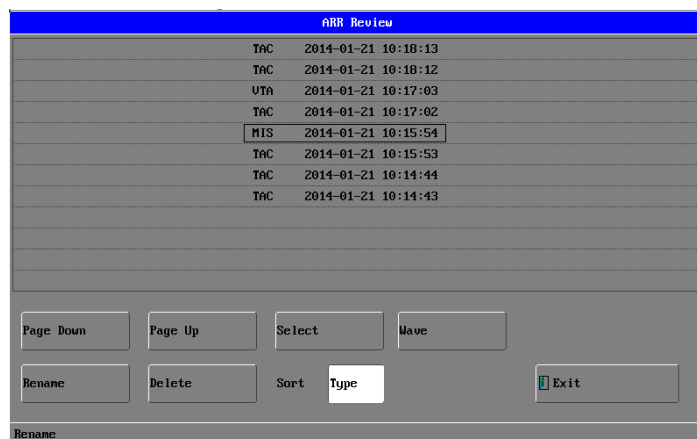 ARR Review
TAC 2014-01-21 10:18:13
TAC 2014-01-21 10:18:12
VTA 2014-01-21 10:17:03
TAC 2014-01-21 10:17:02
MIS 2014-01-21 10:15:54
TAC 2014-01-21 10:15:53
TAC 2014-01-21 10:14:44
TAC 2014-01-21 10:14:43
Page Down Page Up Select Wave
Rename Delete Sort Type Exit
Rename